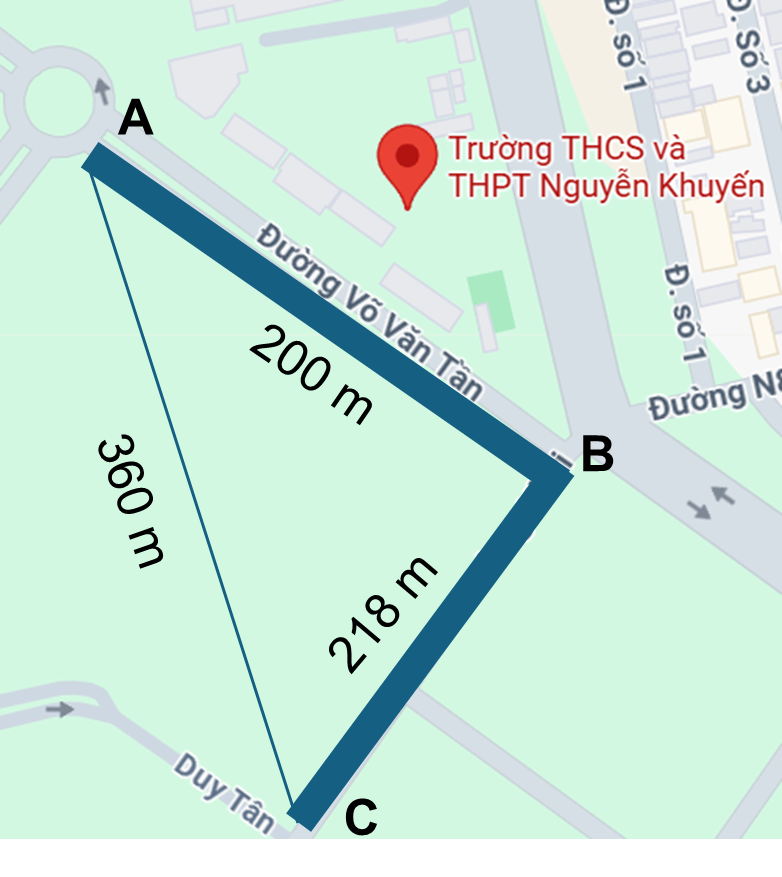 Đ. số 1
Đ. Số 3
A
Trường THCS và
THPT Nguyễn Khuyến
Đường Võ Văn Tần
Đ. số 1
200 m
Đường N8
B
360 m
218 m
Duy Tân
C